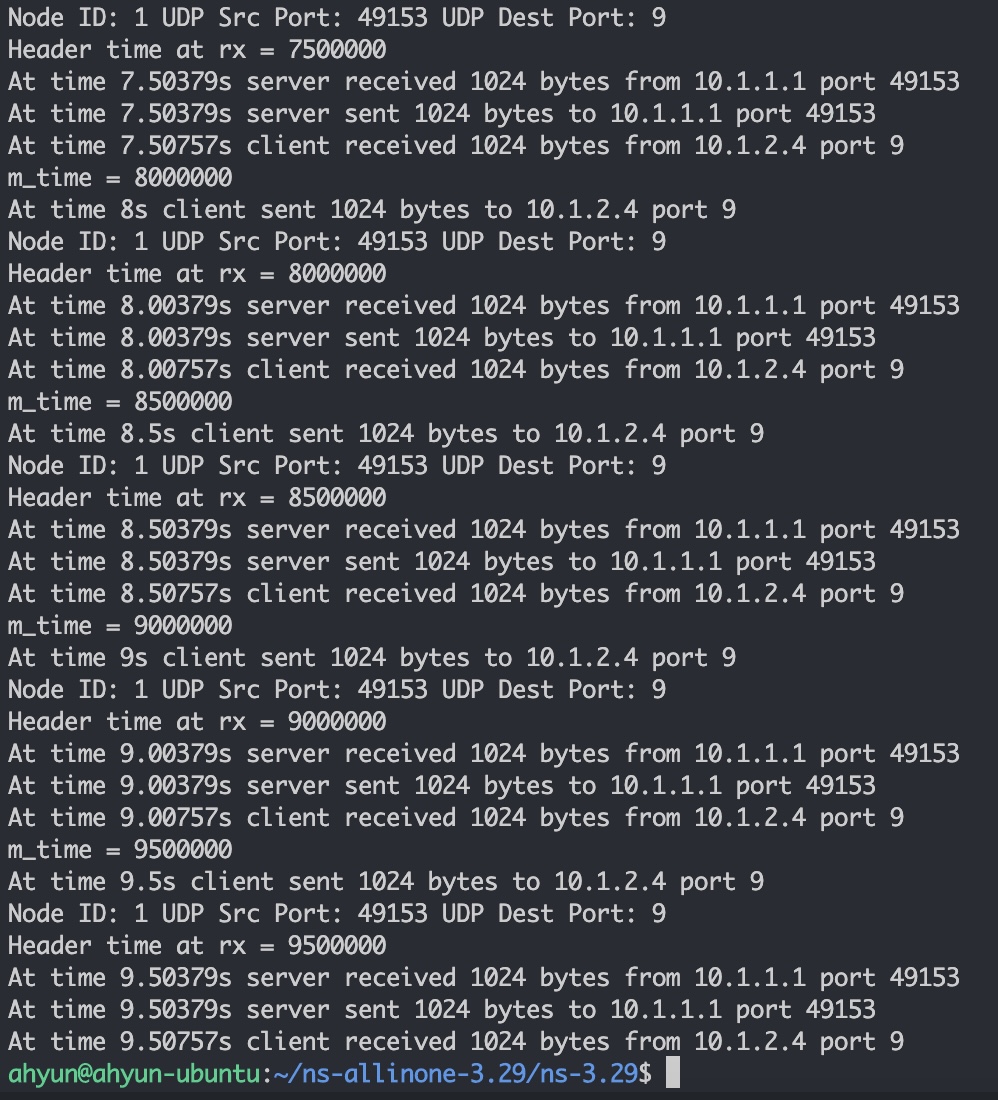 Node ID: 1 UDP Src Port: 49153 UDP Dest Port: 9
Header time at rx = 7500000
At time 7.50379s server received 1024 bytes from 10.1.1.1 port 49153
At time 7.50379s server sent 1024 bytes to 10.1.1.1 port 49153
At time 7.50757s client received 1024 bytes from 10.1.2.4 port 9
m_time = 8000000
At time 8s client sent 1024 bytes to 10.1.2.4 port 9
Node ID: 1 UDP Src Port: 49153 UDP Dest Port: 9
Header time at rx = 8000000
At time 8.00379s server received 1024 bytes from 10.1.1.1 port 49153
At time 8.00379s server sent 1024 bytes to 10.1.1.1 port 49153
At time 8.00757s client received 1024 bytes from 10.1.2.4 port 9
m_time = 8500000
At time 8.5s client sent 1024 bytes to 10.1.2.4 port 9
Node ID: 1 UDP Src Port: 49153 UDP Dest Port: 9
Header time at rx = 8500000
At time 8.50379s server received 1024 bytes from 10.1.1.1 port 49153
At time 8.50379s server sent 1024 bytes to 10.1.1.1 port 49153
At time 8.50757s client received 1024 bytes from 10.1.2.4 port 9
m_time = 9000000
At time 9s client sent 1024 bytes to 10.1.2.4 port 9
Node ID: 1 UDP Src Port: 49153 UDP Dest Port: 9
Header time at rx = 9000000
At time 9.00379s server received 1024 bytes from 10.1.1.1 port 49153
At time 9.00379s server sent 1024 bytes to 10.1.1.1 port 49153
At time 9.00757s client received 1024 bytes from 10.1.2.4 port 9
m_time = 9500000
At time 9.5s client sent 1024 bytes to 10.1.2.4 port 9
Node ID: 1 UDP Src Port: 49153 UDP Dest Port: 9
Header time at rx = 9500000
At time 9.50379s server received 1024 bytes from 10.1.1.1 port 49153
At time 9.50379s server sent 1024 bytes to 10.1.1.1 port 49153
At time 9.50757s client received 1024 bytes from 10.1.2.4 port 9
ahyun@ahyun-ubuntu:~/ns-allinone-3.29/ns-3.29$